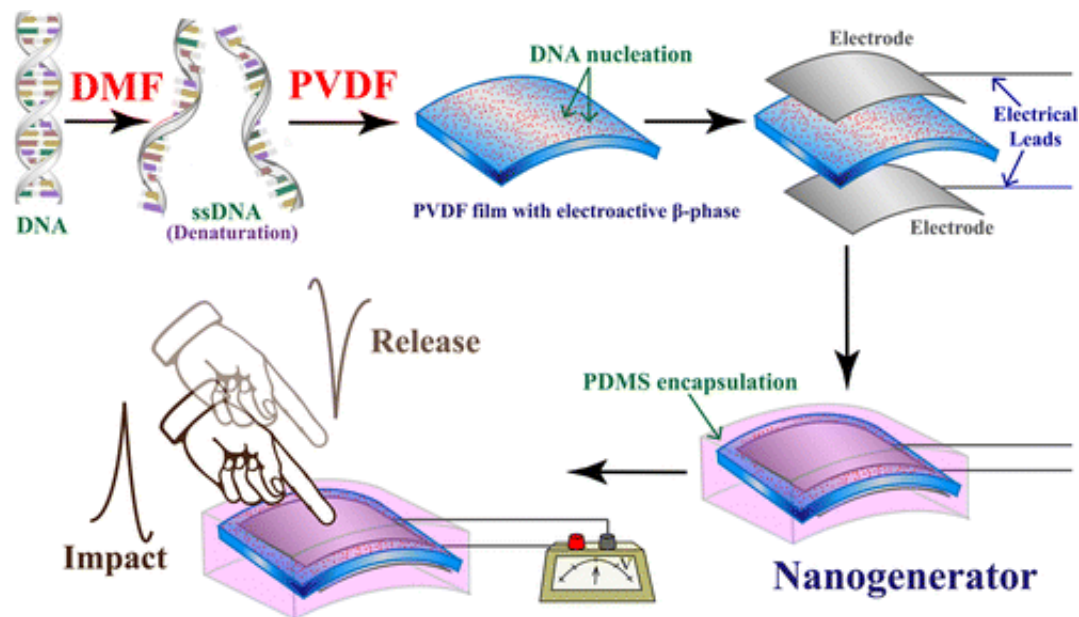 DNA
DMF
ssDNA
(Denaturation)
PVDF
DNA nucleation
PVDF film with electroactive β-phase
Electrode
Electrical
Leads
Electrode
PDMS encapsulation
Nanogenerator
Release
Impact
V